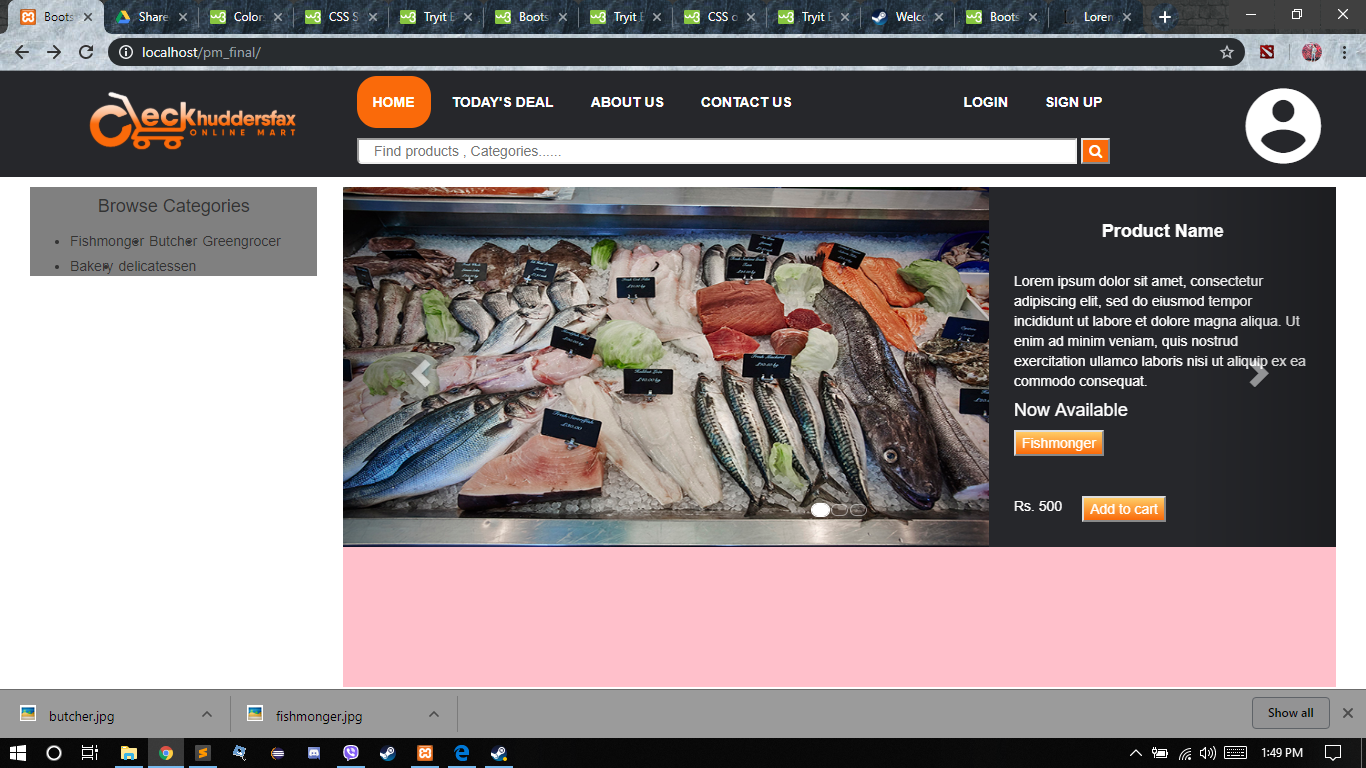 Boots
Share
Color
CSS S
Tryit E
Boots
Tryit E
CSS c
Tryit E
Welc
Boots
Loren
localhost/pm_final/
eckhuddersfax
ONLINE MART
HOME
TODAY'S DEAL
ABOUT US
CONTACT US
LOGIN
SIGN UP
Find products , Categories......
Browse Categories
Fishmonger Butcher Greengrocer
Bakery delicatessen
Product Name
Lorem ipsum dolor sit amet, consectetur
adipiscing elit, sed do eiusmod tempor
incididunt ut labore et dolore magna aliqua. Ut
enim ad minim veniam, quis nostrud
exercitation ullamco laboris nisi ut aliquip ex ea
commodo consequat.
Now Available
Fishmonger
Rs. 500
Add to cart
butcher.jpg
fishmonger.jpg
Show all
1:49 PM